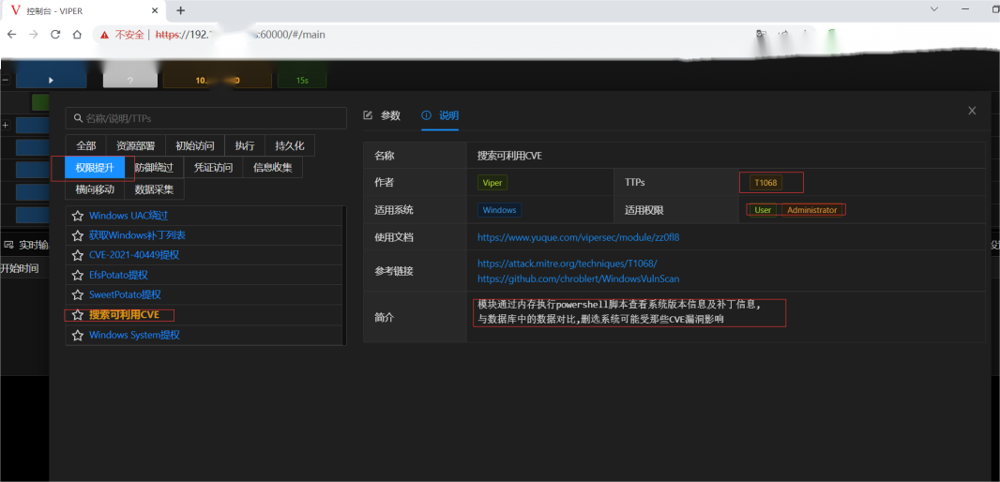 控制台 - VIPER
不安全 | https://192.
:60000/#/main
?
10.
0
15s
名称/说明/TTPs
全部 资源部署 初始访问 执行 持久化
权限提升 防御绕过 凭证访问 信息收集
横向移动 数据采集
Windows UAC绕过
获取Windows补丁列表
CVE-2021-40449提权
EfsPotato提权
SweetPotato提权
搜索可利用CVE
Windows System提权
实时输
开始时间
参数 说明
名称 搜索可利用CVE
作者 Viper TTPs T1068
适用系统 Windows 适用权限 User Administrator
使用文档 https://www.yuque.com/vipersec/module/zz0fl8
参考链接 https://attack.mitre.org/techniques/T1068/
https://github.com/chroblert/WindowsVulnScan
简介 模块通过内存执行powershell脚本查看系统版本信息及补丁信息,
与数据库中的数据对比,删选系统可能受那些CVE漏洞影响